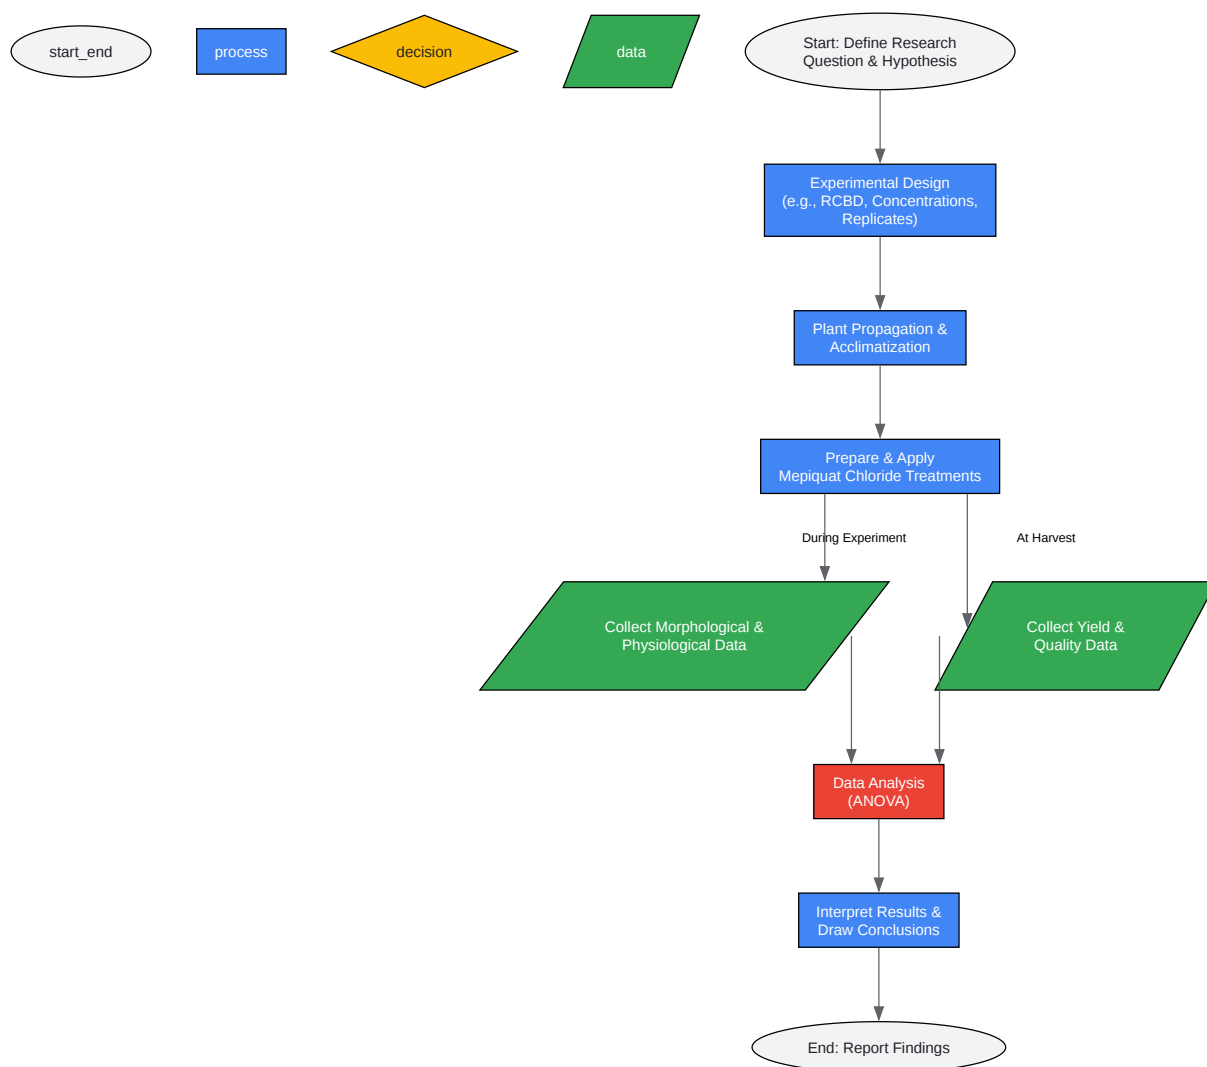 start_end
process
decision
data
Start: Define Research
Question & Hypothesis
Experimental Design
(e.g., RCBD, Concentrations,
Replicates)
Plant Propagation &
Acclimatization
Prepare & Apply
Mepiquat Chloride Treatments
During Experiment
At Harvest
Collect Morphological &
Physiological Data
Collect Yield &
Quality Data
Data Analysis
(ANOVA)
Interpret Results &
Draw Conclusions
End: Report Findings